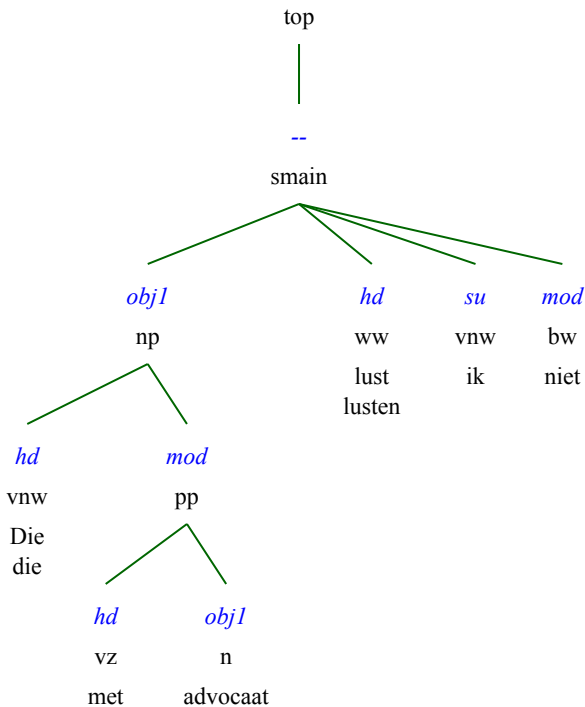 top
--
smain
obj1 hd su mod
np ww vnw bw
lust ik niet
lusten
hd mod
vnw pp
Die
die
hd obj1
vz n
met advocaat